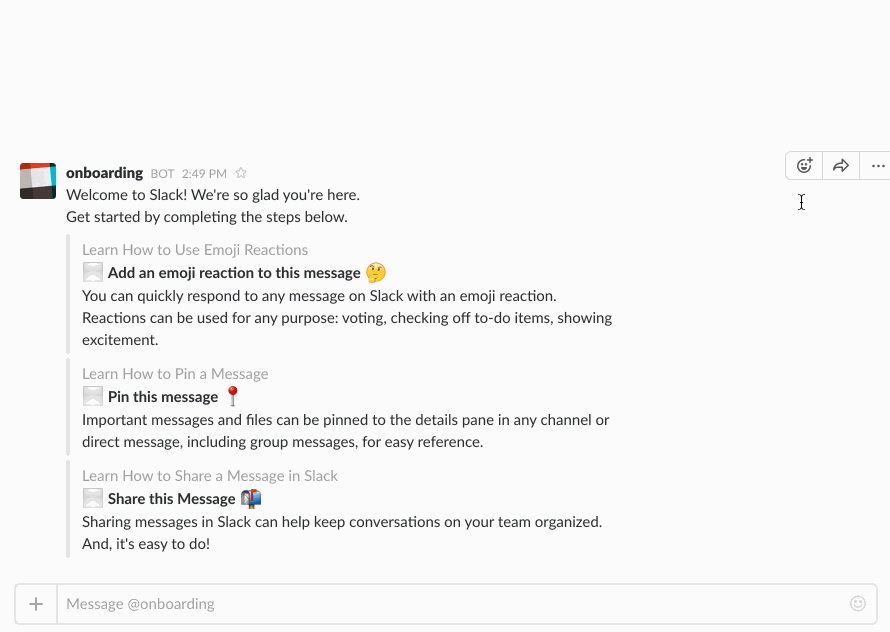 onboarding BOT 2:49 PM
Welcome to Slack! We're so glad you're here.
Get started by completing the steps below.
Learn How to Use Emoji Reactions
Add an emoji reaction to this message 🤔
You can quickly respond to any message on Slack with an emoji reaction.
Reactions can be used for any purpose: voting, checking off to-do items, showing
excitement.
Learn How to Pin a Message
Pin this message 📍
Important messages and files can be pinned to the details pane in any channel or
direct message, including group messages, for easy reference.
Learn How to Share a Message in Slack
Share this Message 📬
Sharing messages in Slack can help keep conversations on your team organized.
And, it's easy to do!
Message @onboarding